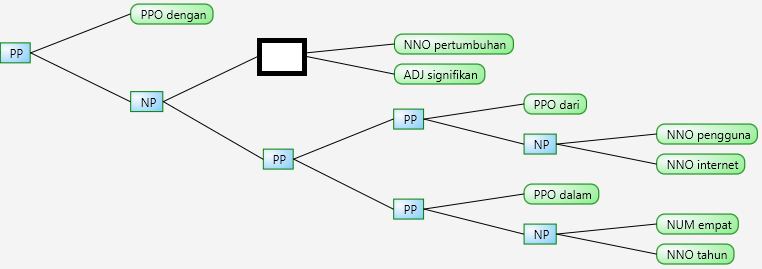 PPO dengan
PP
NNO pertumbuhan
ADJ signifikan
NP
PPO dari
PP
NNO pengguna
NP
NNO internet
PP
PPO dalam
PP
NUM empat
NP
NNO tahun